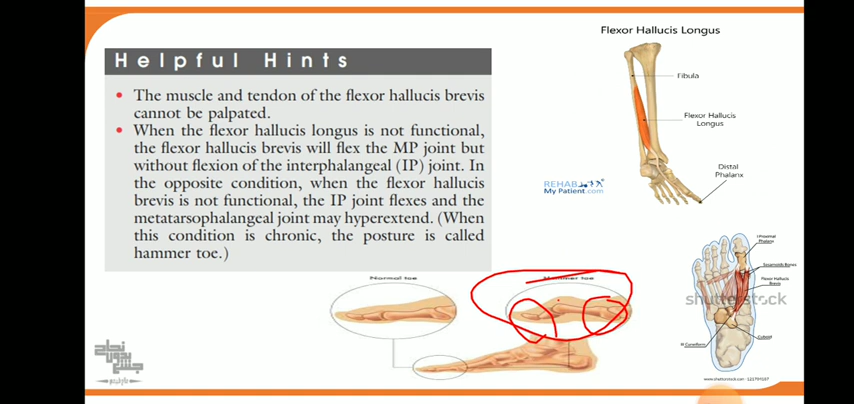 Flexor Hallucis Longus
Helpful Hints
• The muscle and tendon of the flexor hallucis brevis
cannot be palpated.
• When the flexor hallucis longus is not functional,
the flexor hallucis brevis will flex the MP joint but
without flexion of the interphalangeal (IP) joint. In
the opposite condition, when the flexor hallucis
brevis is not functional, the IP joint flexes and the
metatarsophalangeal joint may hyperextend. (When
this condition is chronic, the posture is called
hammer toe.)
Fibula
Flexor Hallucis
Longus
Distal
Phalanx
REHAB
My Patient.com
Normal toe
Hammer toe
Proximal
Phalanx
Sesamoids Bones
Flexor Hallucis
Brevis
shutterstock
Cuboid
III Cuneiform
www.shutterstock.com